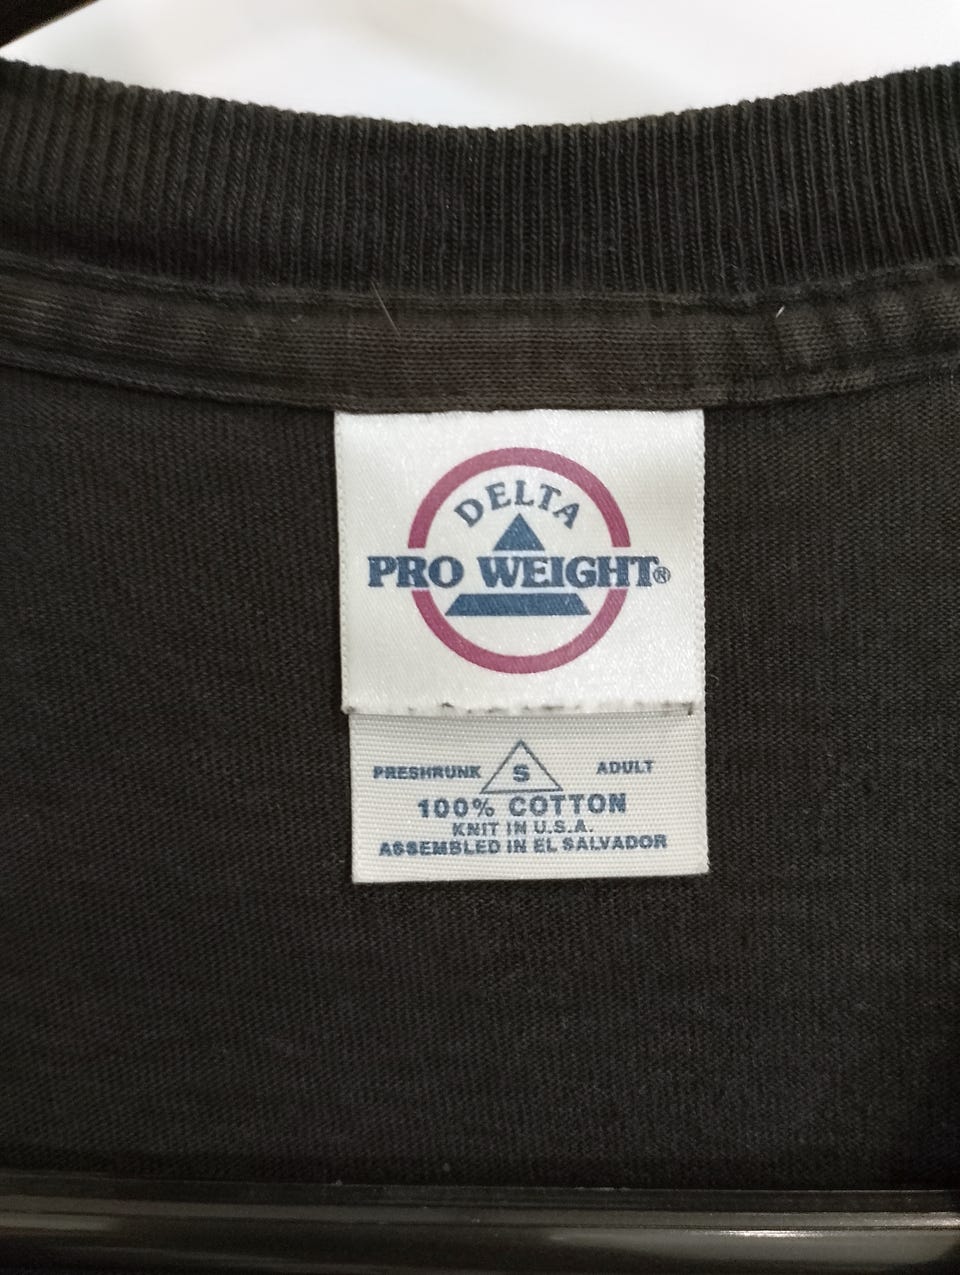 DELTA
PRO WEIGHT®
PRESHRUNK S ADULT
100% COTTON
KNIT IN U.S.A.
ASSEMBLED IN EL SALVADOR